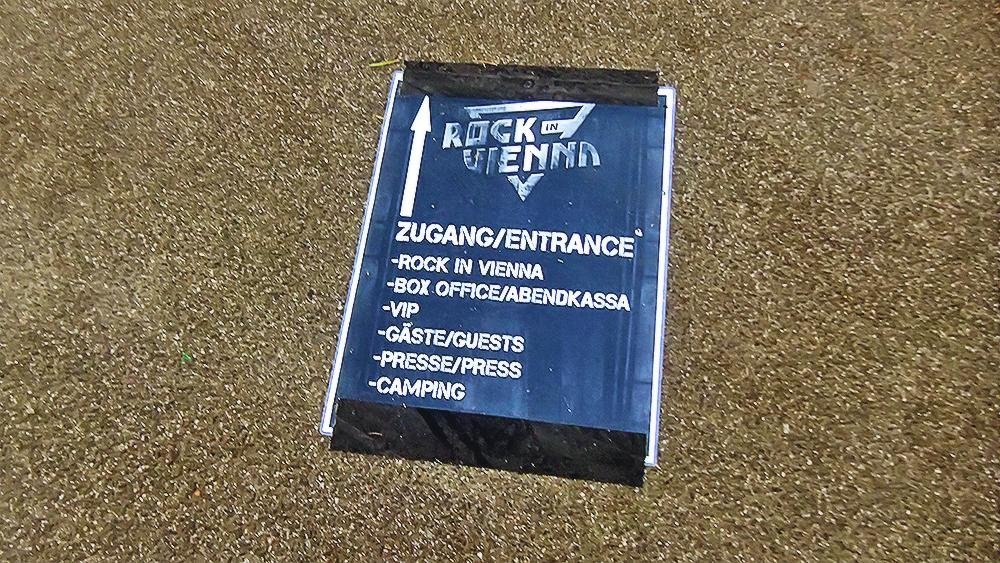 ROCK IN
VIENNA
ZUGANG/ENTRANCE
-ROCK IN VIENNA
-BOX OFFICE/ABENDKASSA
-VIP
-GÄSTE/GUESTS
-PRESSE/PRESS
-CAMPING